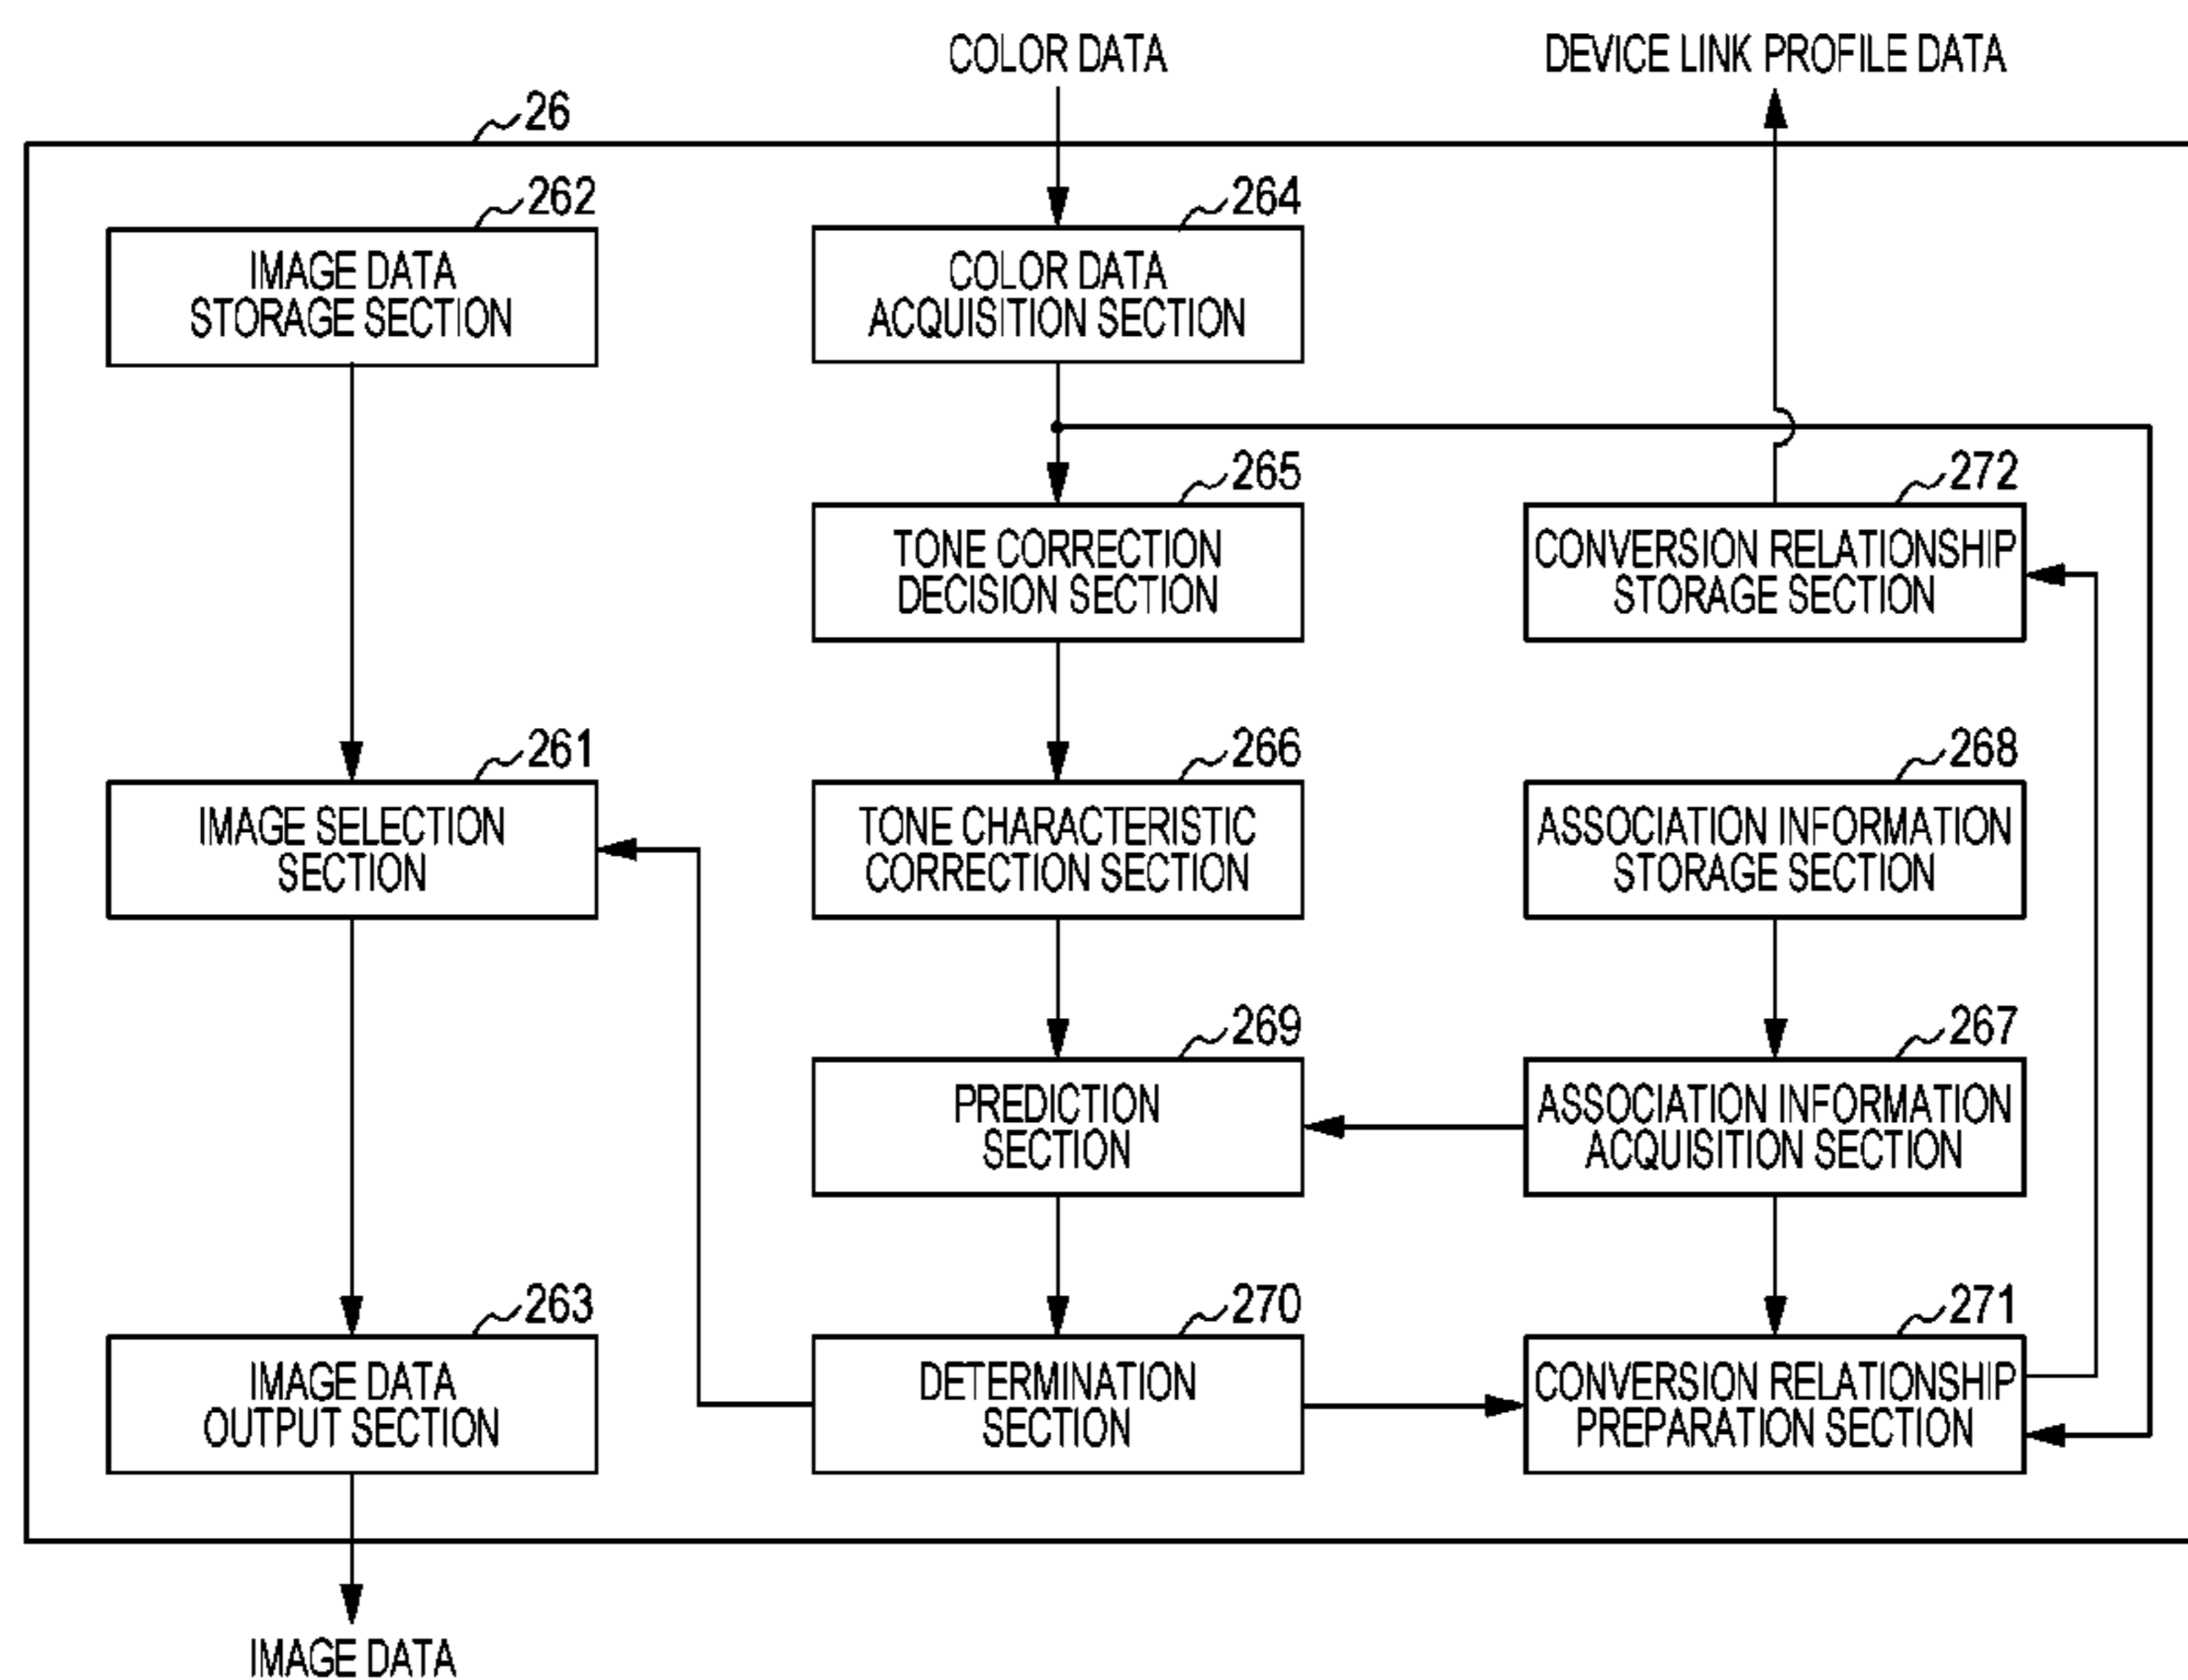 COLOR DATA
DEVICE LINK PROFILE DATA
26
262
IMAGE DATA
STORAGE SECTION
264
COLOR DATA
ACQUISITION SECTION
265
TONE CORRECTION
DECISION SECTION
272
CONVERSION RELATIONSHIP
STORAGE SECTION
261
IMAGE SELECTION
SECTION
266
TONE CHARACTERISTIC
CORRECTION SECTION
268
ASSOCIATION INFORMATION
STORAGE SECTION
269
PREDICTION
SECTION
267
ASSOCIATION INFORMATION
ACQUISITION SECTION
263
IMAGE DATA
OUTPUT SECTION
270
DETERMINATION
SECTION
271
CONVERSION RELATIONSHIP
PREPARATION SECTION
IMAGE DATA